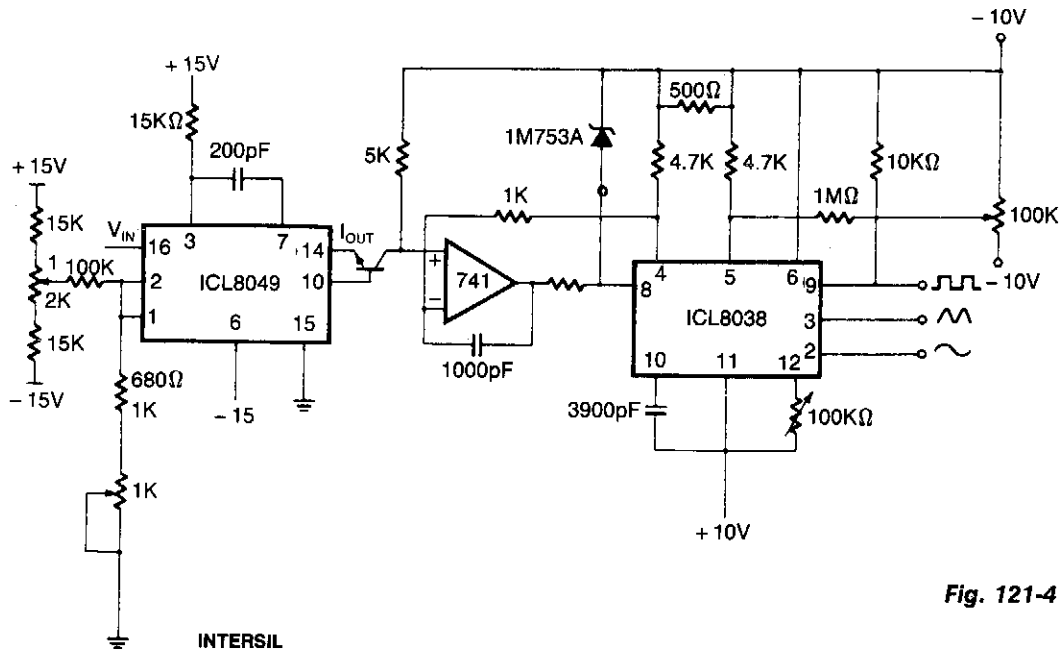 − 10V
+ 15V
500Ω
15KΩ
200pF
1M753A
5K
4.7K
4.7K
10KΩ
+ 15V
1K
1MΩ
100K
15K
V_IN
3
7
I_OUT
16
+14
1
100K
2
ICL8049
10
+
741
−
4
5
6
− 10V
8
9
ICL8038
3
2K
1
6
15
15K
1000pF
10
11
12
2
− 15V
680Ω
1K
− 15
3900pF
100KΩ
1K
+ 10V
Fig. 121-4
INTERSIL